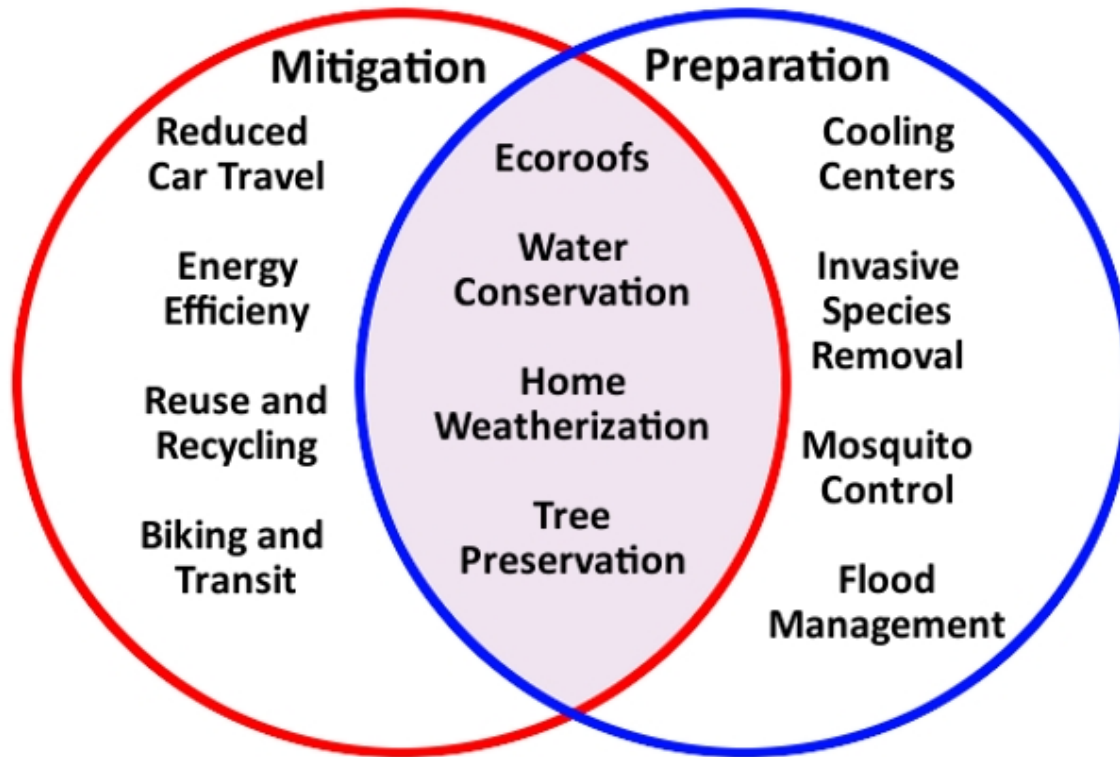 Mitigation
Reduced
Car Travel
Energy
Efficieny
Reuse and
Recycling
Biking and
Transit
Ecoroofs
Water
Conservation
Home
Weatherization
Tree
Preservation
Preparation
Cooling
Centers
Invasive
Species
Removal
Mosquito
Control
Flood
Management